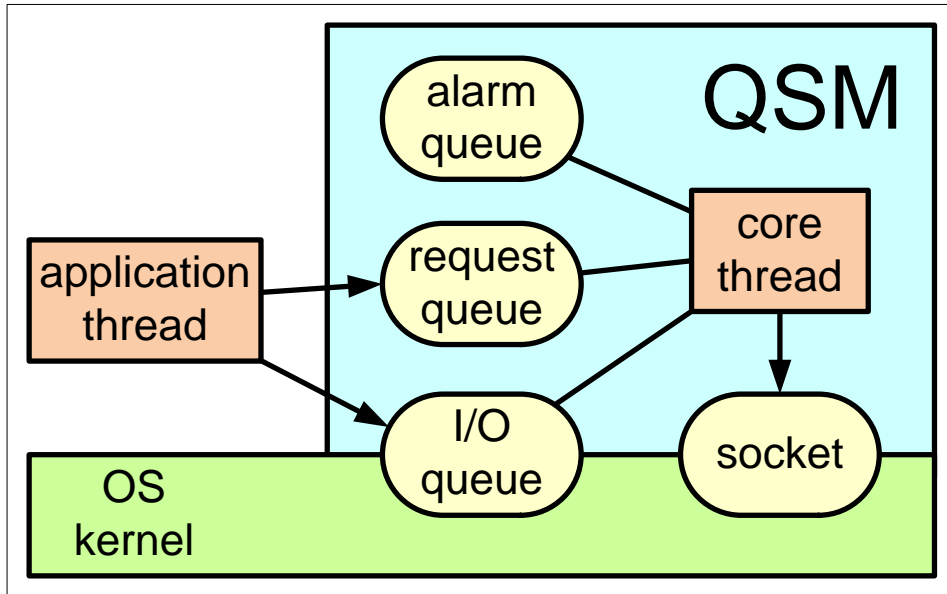 alarm
queue
QSM
request
queue
core
thread
application
thread
I/O
queue
socket
OS
kernel